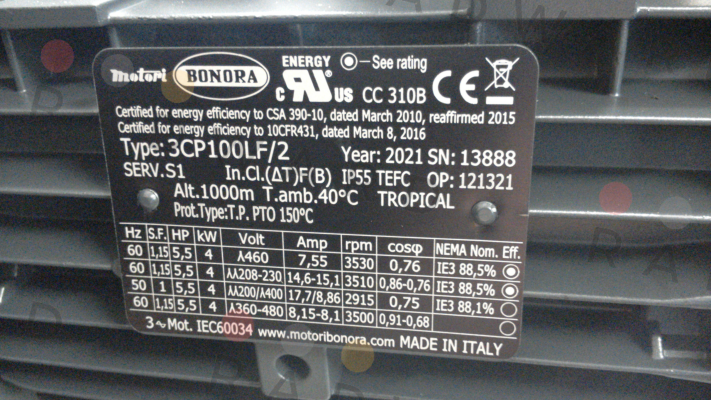 motori BONORA ENERGY c UR US —See rating CC 310B CE
Certified for energy efficiency to CSA 390-10, dated March 2010, reaffirmed 2015
Certified for energy efficiency to 10CFR431, dated March 8, 2016
Type: 3CP100LF/2 Year: 2021 SN: 13888
SERV.S1 In.Cl.(ΔT)F(B) IP55 TEFC OP: 121321
Alt.1000m T.amb.40°C TROPICAL
Prot.Type:T.P. PTO 150°C
Hz S.F. HP kW Volt Amp rpm cosφ NEMA Nom. Eff.
60 1,15 5,5 4 λ460 7,55 3530 0,76 IE3 88,5%
60 1,15 5,5 4 λλ208-230 14,6-15,1 3510 0,86-0,76 IE3 88,5%
50 1 5,5 4 λλ200/λ400 17,7/8,86 2915 0,75 IE3 88,1%
60 1,15 5,5 4 λ360-480 8,15-8,1 3500 0,91-0,68
3~Mot. IEC60034 www.motoribonora.com MADE IN ITALY